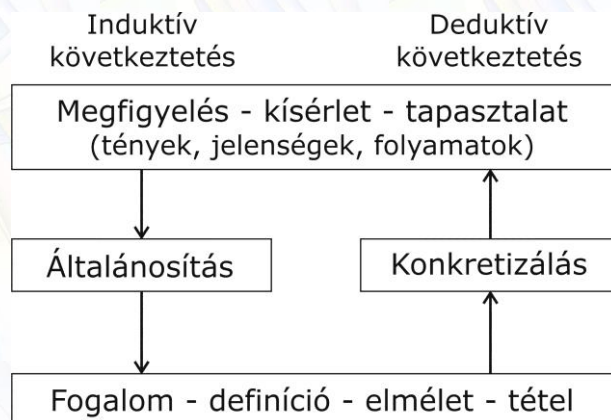 Induktív
következtetés
Deduktív
következtetés
Megfigyelés - kísérlet - tapasztalat
(tények, jelenségek, folyamatok)
Általánosítás
Konkretizálás
Fogalom - definíció - elmélet - tétel